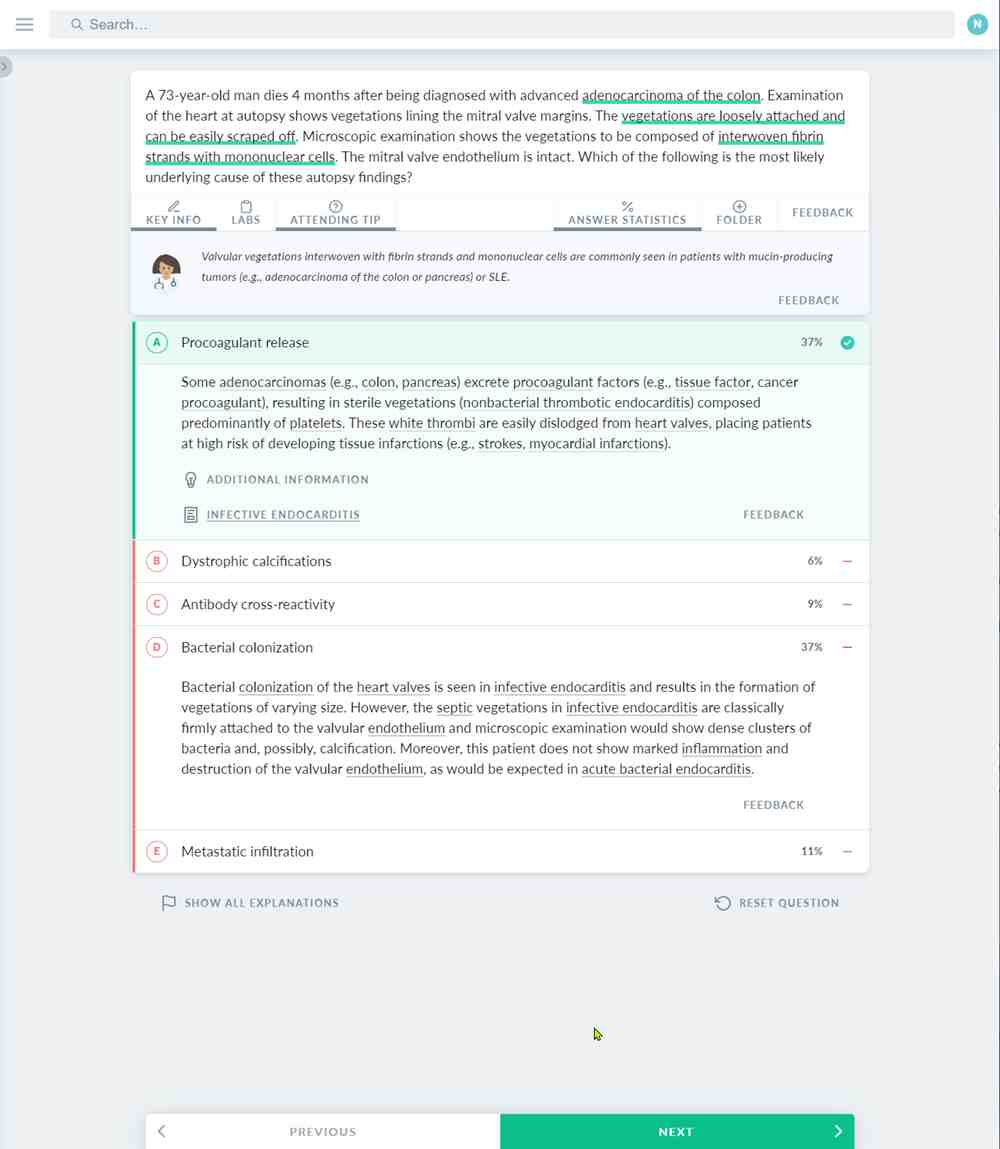 Search…
N
A 73-year-old man dies 4 months after being diagnosed with advanced adenocarcinoma of the colon. Examination
of the heart at autopsy shows vegetations lining the mitral valve margins. The vegetations are loosely attached and
can be easily scraped off. Microscopic examination shows the vegetations to be composed of interwoven fibrin
strands with mononuclear cells. The mitral valve endothelium is intact. Which of the following is the most likely
underlying cause of these autopsy findings?
KEY INFO LABS ATTENDING TIP ANSWER STATISTICS FOLDER FEEDBACK
Valvular vegetations interwoven with fibrin strands and mononuclear cells are commonly seen in patients with mucin-producing
tumors (e.g., adenocarcinoma of the colon or pancreas) or SLE.
FEEDBACK
A Procoagulant release 37%
Some adenocarcinomas (e.g., colon, pancreas) excrete procoagulant factors (e.g., tissue factor, cancer
procoagulant), resulting in sterile vegetations (nonbacterial thrombotic endocarditis) composed
predominantly of platelets. These white thrombi are easily dislodged from heart valves, placing patients
at high risk of developing tissue infarctions (e.g., strokes, myocardial infarctions).
ADDITIONAL INFORMATION
INFECTIVE ENDOCARDITIS FEEDBACK
B Dystrophic calcifications 6%
C Antibody cross-reactivity 9%
D Bacterial colonization 37%
Bacterial colonization of the heart valves is seen in infective endocarditis and results in the formation of
vegetations of varying size. However, the septic vegetations in infective endocarditis are classically
firmly attached to the valvular endothelium and microscopic examination would show dense clusters of
bacteria and, possibly, calcification. Moreover, this patient does not show marked inflammation and
destruction of the valvular endothelium, as would be expected in acute bacterial endocarditis.
FEEDBACK
E Metastatic infiltration 11%
SHOW ALL EXPLANATIONS RESET QUESTION
PREVIOUS NEXT